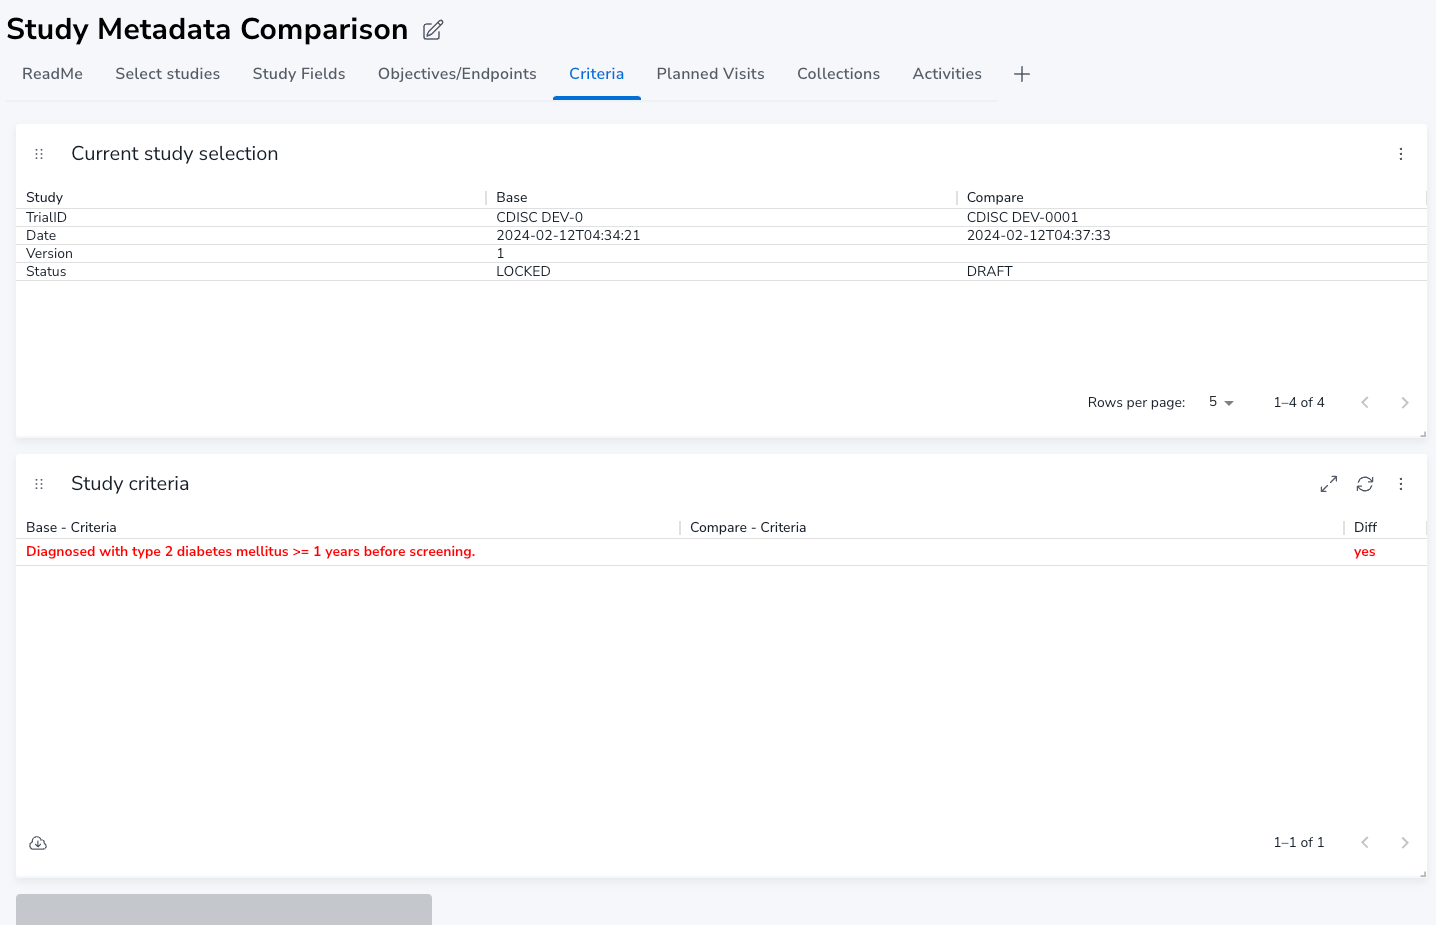 Study Metadata Comparison
ReadMe Select studies Study Fields Objectives/Endpoints Criteria Planned Visits Collections Activities
Current study selection
Study Base Compare
TrialID CDISC DEV-0 CDISC DEV-0001
Date 2024-02-12T04:34:21 2024-02-12T04:37:33
Version 1
Status LOCKED DRAFT
Rows per page: 5 1–4 of 4
Study criteria
Base - Criteria Compare - Criteria Diff
Diagnosed with type 2 diabetes mellitus >= 1 years before screening. yes
1–1 of 1